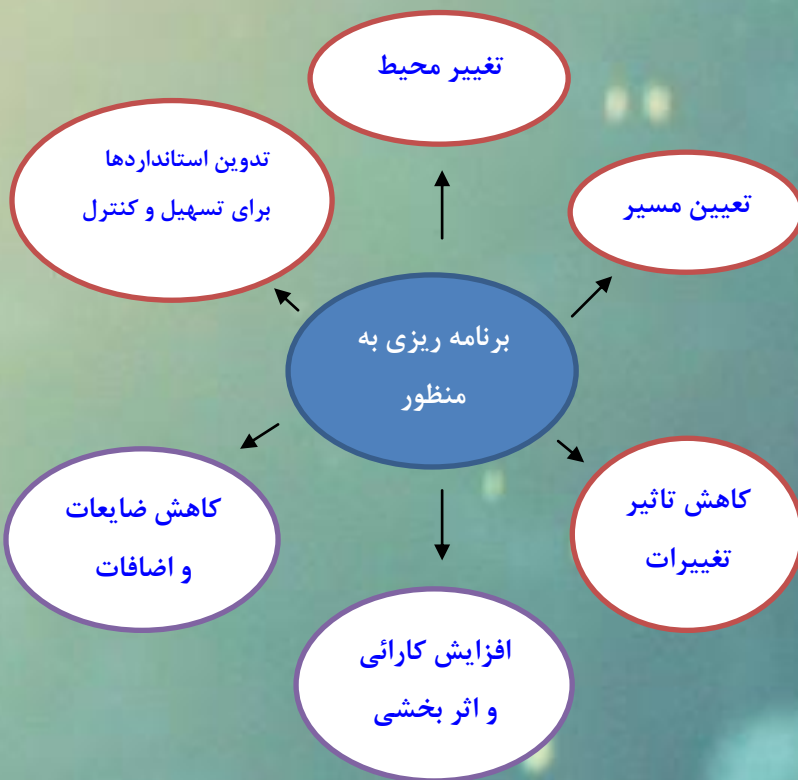 تغییر محیط
تدوین استانداردها
برای تسهیل و کنترل
تعیین مسیر
برنامه ریزی به
منظور
کاهش ضایعات
و اضافات
کاهش تاثیر
تغییرات
افزایش کارائی
و اثر بخشی